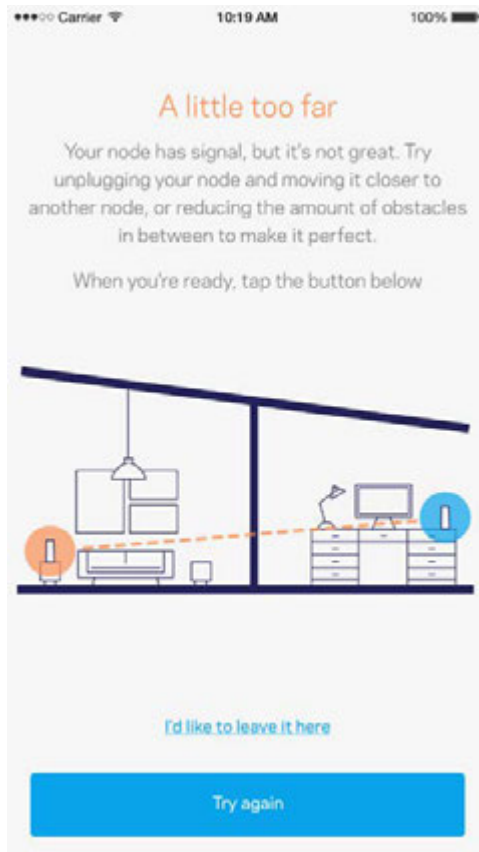 Carrier 10:19 AM 100%
A little too far
Your node has signal, but it's not great. Try
unplugging your node and moving it closer to
another node, or reducing the amount of obstacles
in between to make it perfect.
When you're ready, tap the button below
I'd like to leave it here
Try again